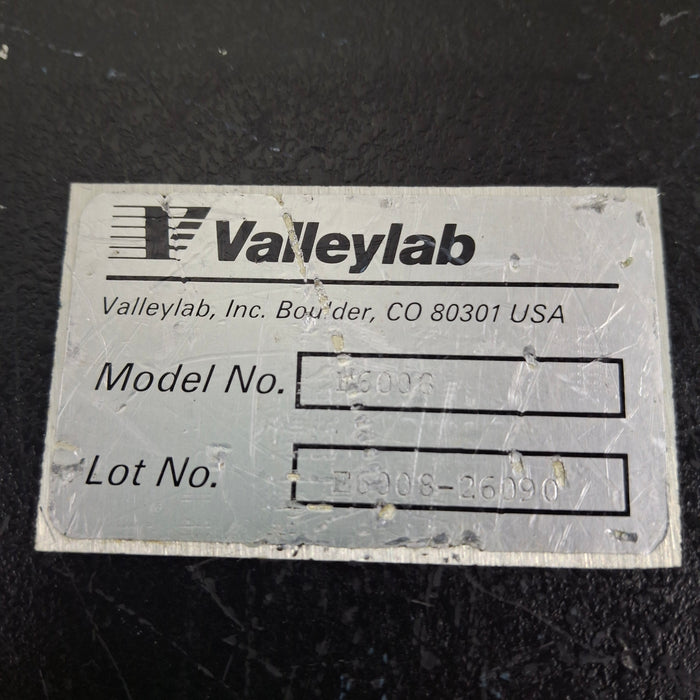 Valleylab
Valleylab, Inc. Boulder, CO 80301 USA
Model No. E6008
Lot No. E6008-26090